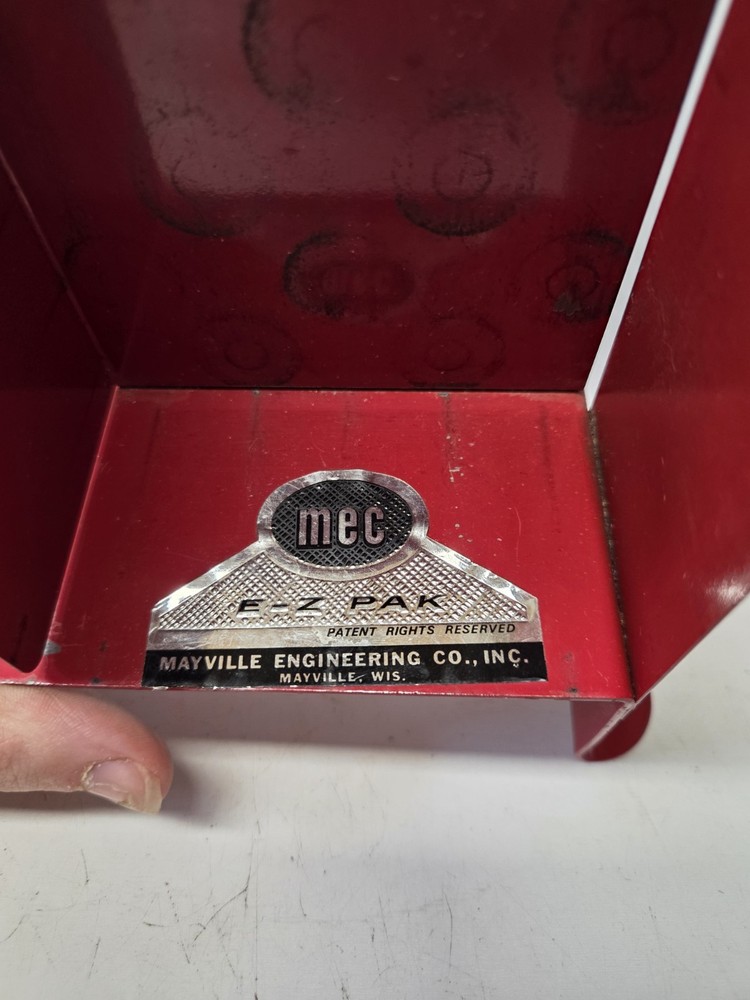 mec
E-Z PAK
PATENT RIGHTS RESERVED
MAYVILLE ENGINEERING CO., INC.
MAYVILLE, WIS.